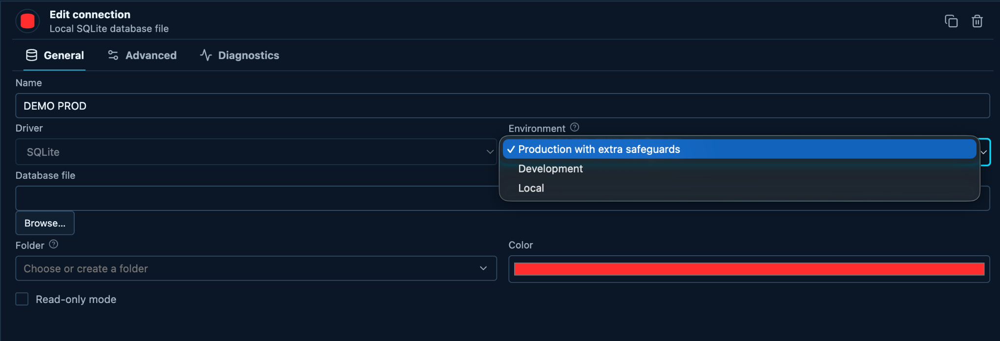 Edit connection
Local SQLite database file
General
Advanced
Diagnostics
Name
DEMO PROD
Driver
Environment
SQLite
Production with extra safeguards
Development
Local
Database file
Browse...
Folder
Color
Choose or create a folder
Read-only mode